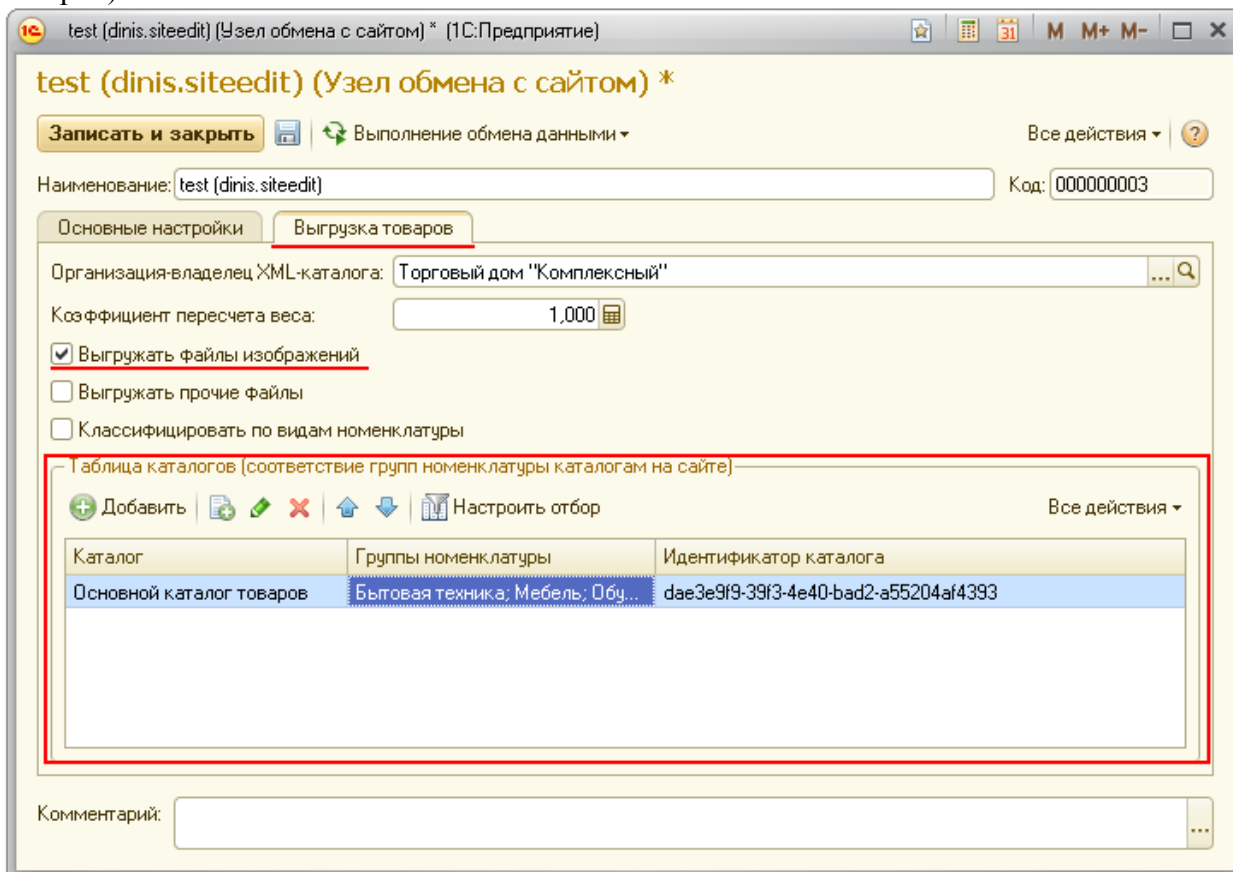 test (dinis.siteedit) (Узел обмена с сайтом) * (1С:Предприятие)
31 M M+ M-
test (dinis.siteedit) (Узел обмена с сайтом) *
Записать и закрыть Выполнение обмена данными Все действия ?
Наименование: test (dinis.siteedit) Код: 000000003
Основные настройки Выгрузка товаров
Организация-владелец XML-каталога: Торговый дом "Комплексный" ...
Коэффициент пересчета веса: 1,000
Выгружать файлы изображений
Выгружать прочие файлы
Классифицировать по видам номенклатуры
Таблица каталогов (соответствие групп номенклатуры каталогам на сайте)
Добавить Настроить отбор Все действия
Каталог Группы номенклатуры Идентификатор каталога
Основной каталог товаров Бытовая техника; Мебель; Обу... dae3e9f9-39f3-4e40-bad2-a55204af4393
Комментарий: ...